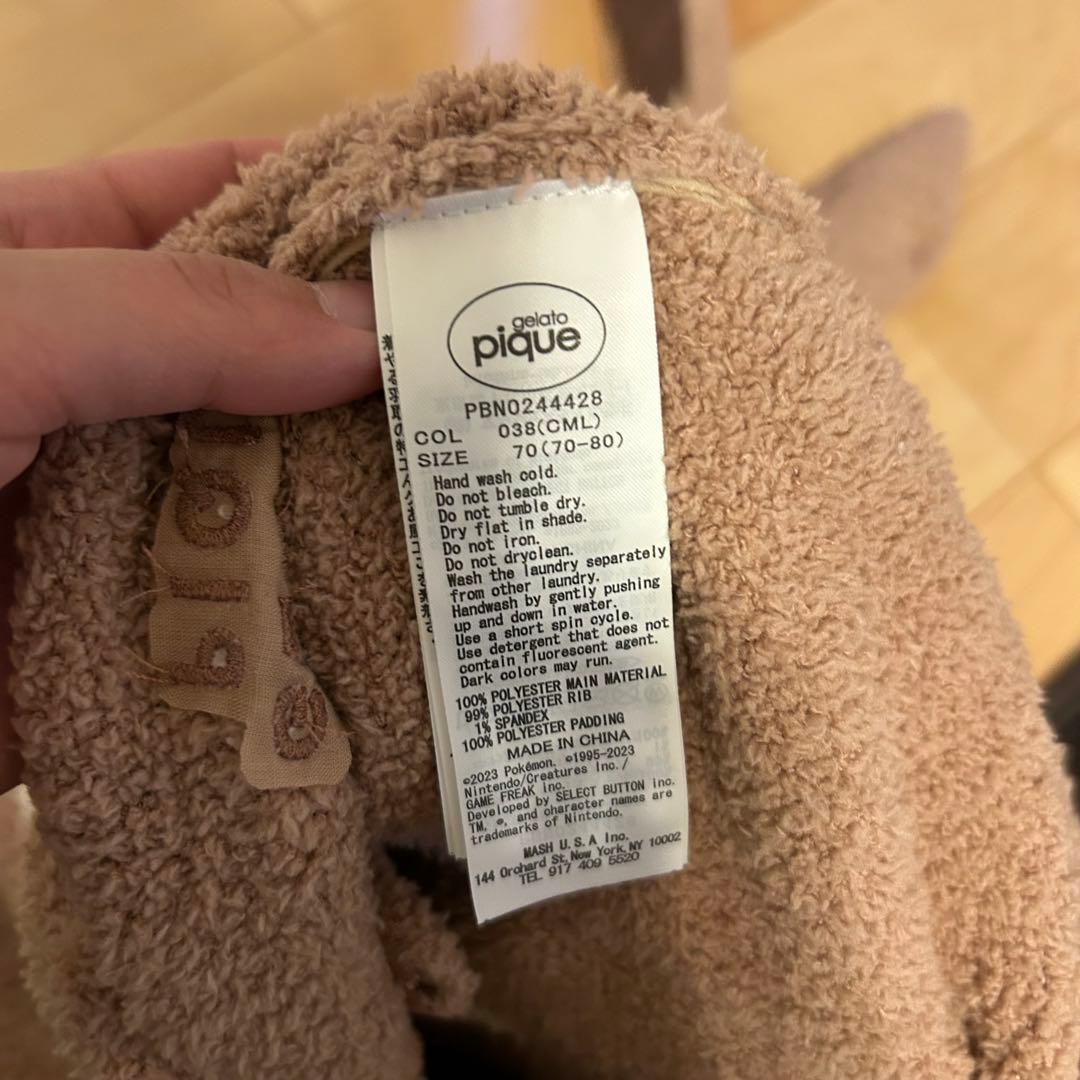 gelato
pique
PBN0244428
COL 038(CML)
SIZE 70(70-80)
Hand wash cold.
Do not bleach.
Do not tumble dry.
Dry flat in shade.
Do not iron.
Do not dryclean.
Wash the laundry separately
from other laundry.
Handwash by gently pushing
up and down in water.
Use a short spin cycle.
Use detergent that does not
contain fluorescent agent.
Dark colors may run.
100% POLYESTER MAIN MATERIAL
99% POLYESTER RIB
1% SPANDEX
100% POLYESTER PADDING
MADE IN CHINA
©2023 Pokémon. ©1995-2023
Nintendo/Creatures Inc./
GAME FREAK inc.
Developed by SELECT BUTTON inc.
TM, ®, and character names are
trademarks of Nintendo.
MASH U.S.A Inc.
144 Orohard St, New York, NY 10002
TEL 917 409 5520